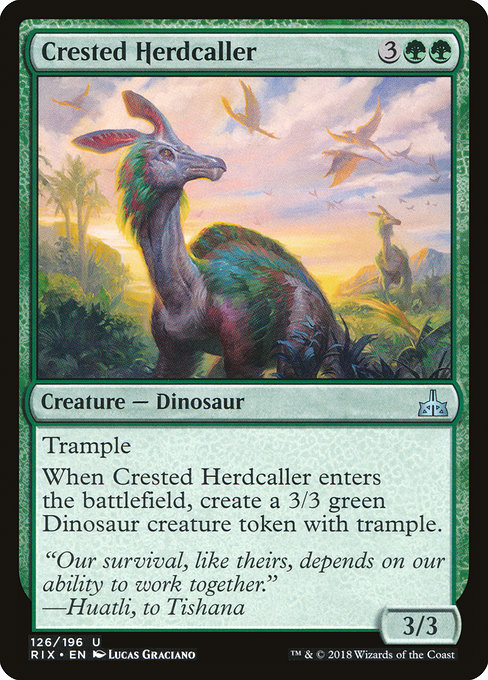 Crested Herdcaller 3
Creature — Dinosaur
Trample
When Crested Herdcaller enters
the battlefield, create a 3/3 green
Dinosaur creature token with trample.
“Our survival, like theirs, depends on our
ability to work together.”
—Huatli, to Tishana
3/3
126/196 U
RIX • EN Lucas Graciano
™ & © 2018 Wizards of the Coast